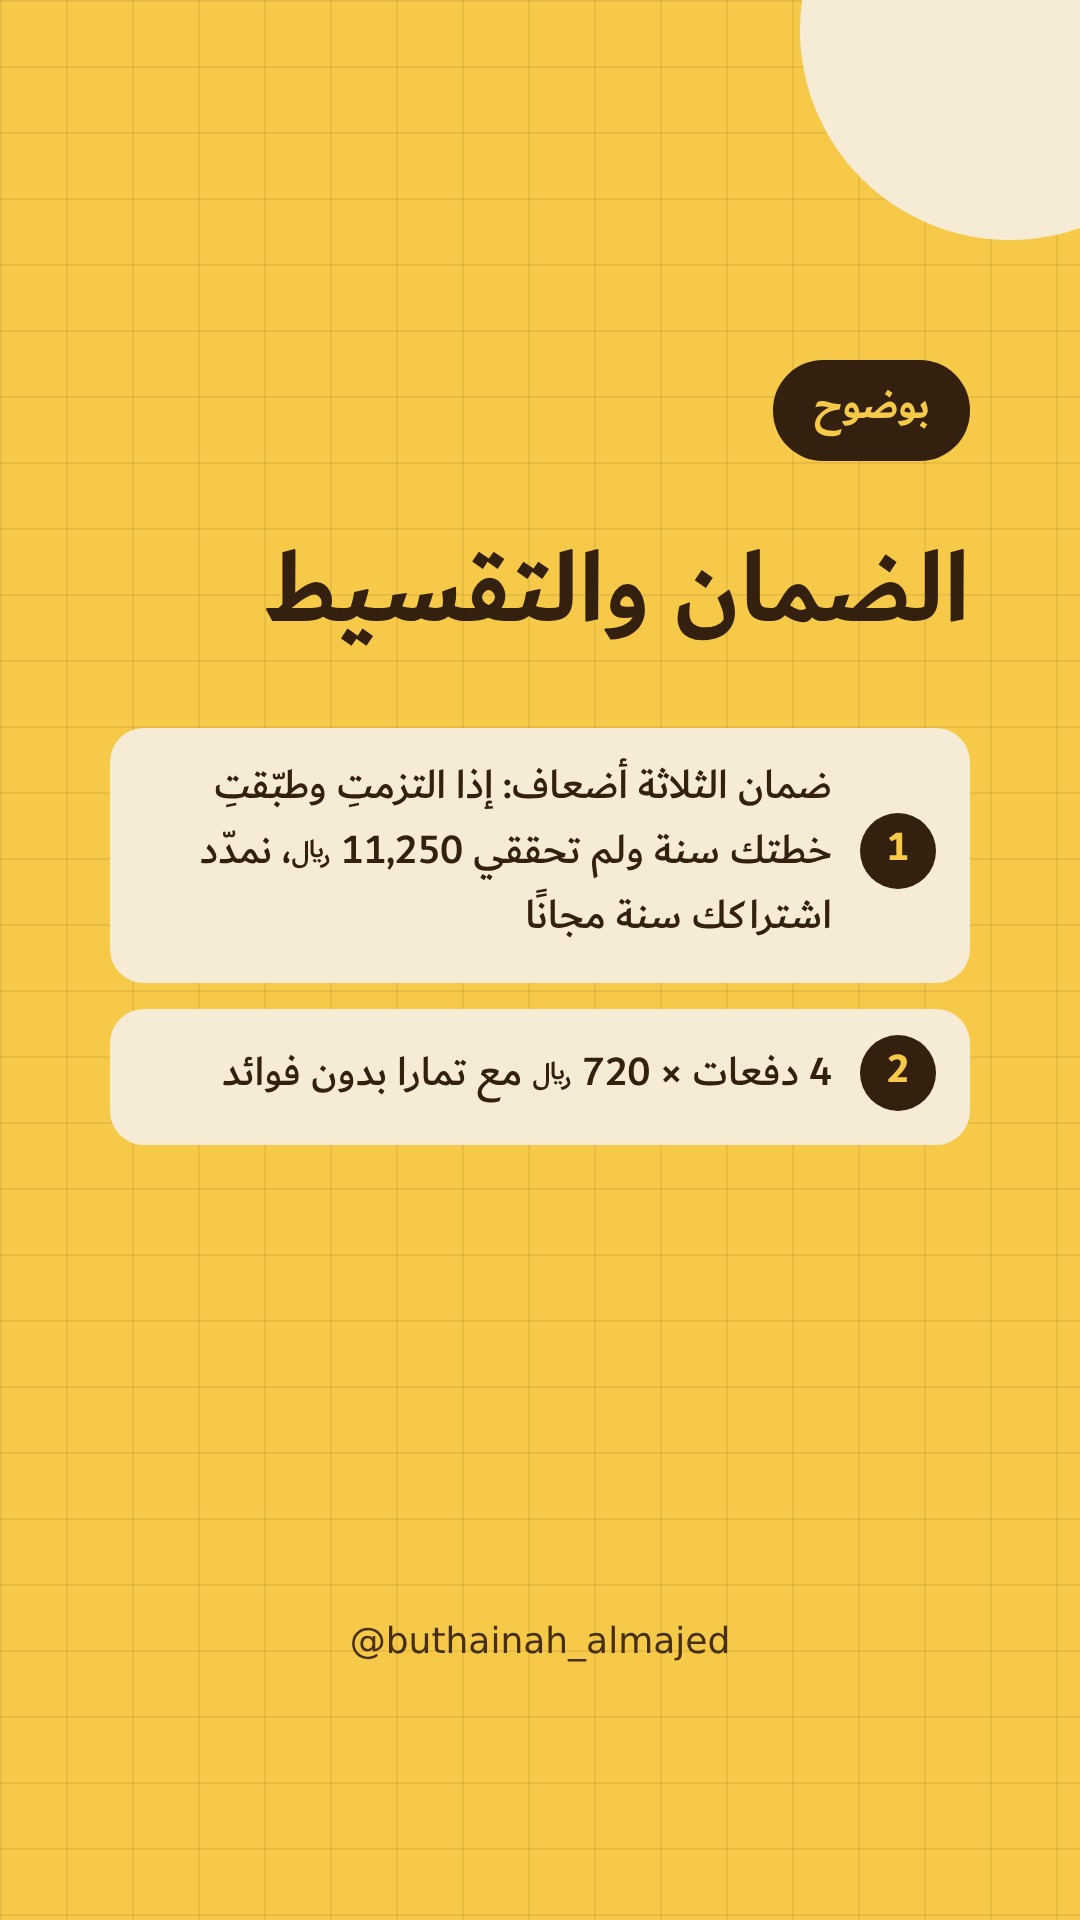 بوضوح
الضمان والتقسيط
1
ضمان الثلاثة أضعاف: إذا التزمتِ وطبّقتِ
خطتك سنة ولم تحققي 11,250 ﷼، نمدّد
اشتراكك سنة مجانًا
2
4 دفعات × 720 ﷼ مع تمارا بدون فوائد
@buthainah_almajed